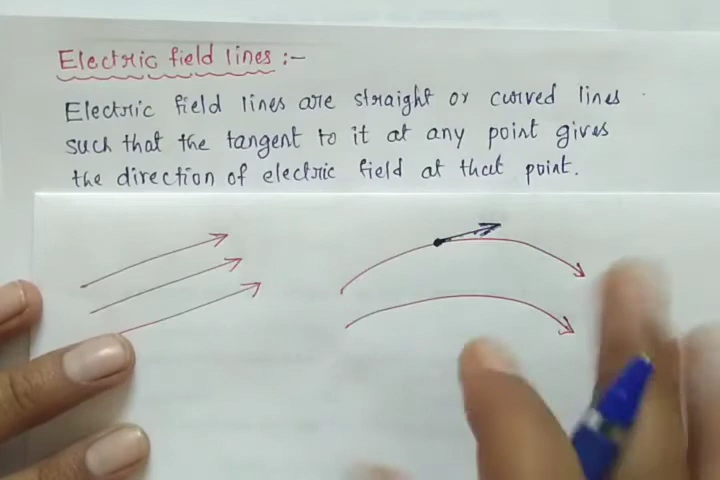 Electric field lines :-
Electric field lines are straight or curved lines
such that the tangent to it at any point gives
the direction of electric field at that point.